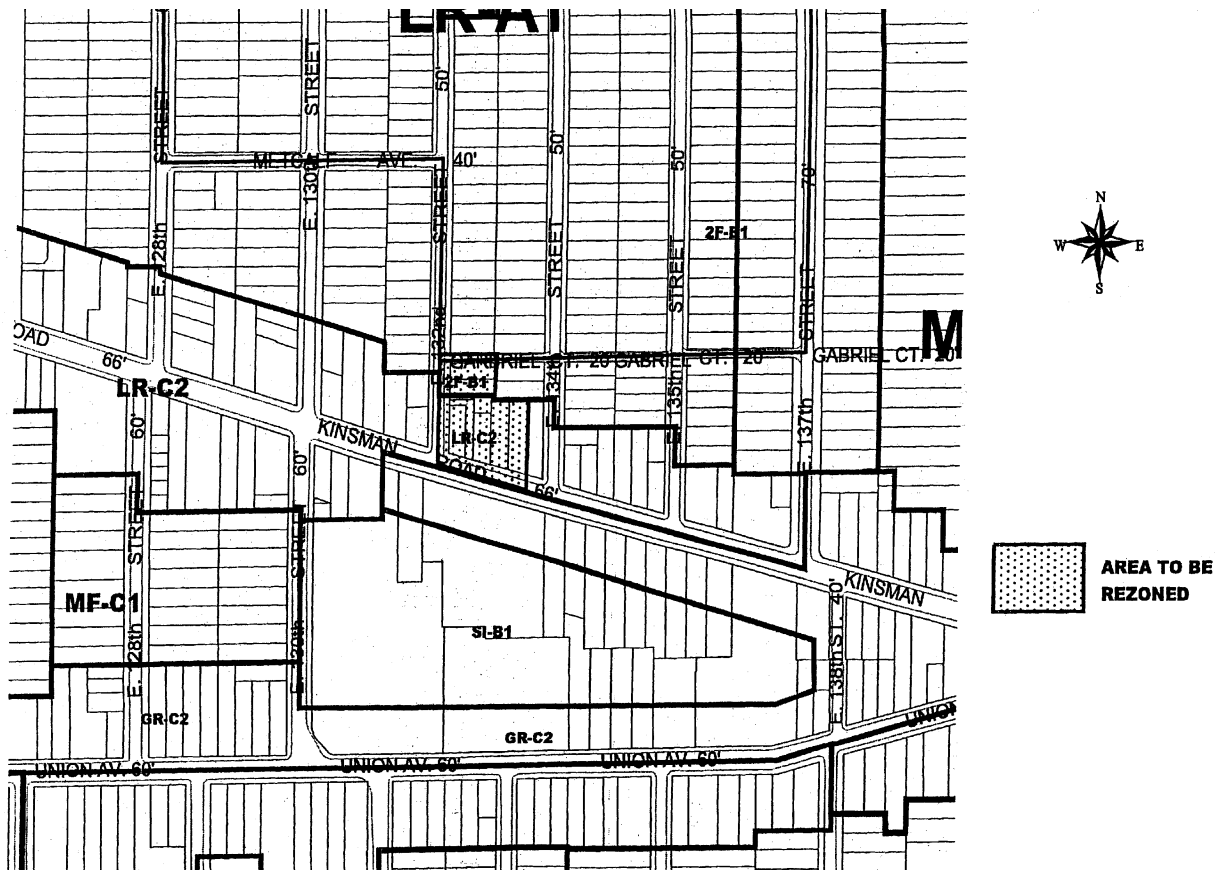 LR-A1
STREET
STREET
50'
50'
50'
70'
METCALF AVE
40'
E. 130th
STREET
E. 128th
STREET
STREET
STREET
2F-B1
STREET
N
W
E
S
M
OAD
66'
LR-C2
60'
E. 132nd
GABRIEL CT. 20'
GABRIEL CT. 20'
GABRIEL CT. 20'
2F-B1
E. 134th
E. 135th
E. 137th
KINSMAN
ROAD
66'
LR-C2
60'
STREET
STREET
MF-C1
E. 128th
E. 130th
SI-B1
KINSMAN
E. 138th ST. 40'
AREA TO BE
REZONED
GR-C2
GR-C2
UNION
UNION AV. 60'
UNION AV. 60'
UNION AV. 60'